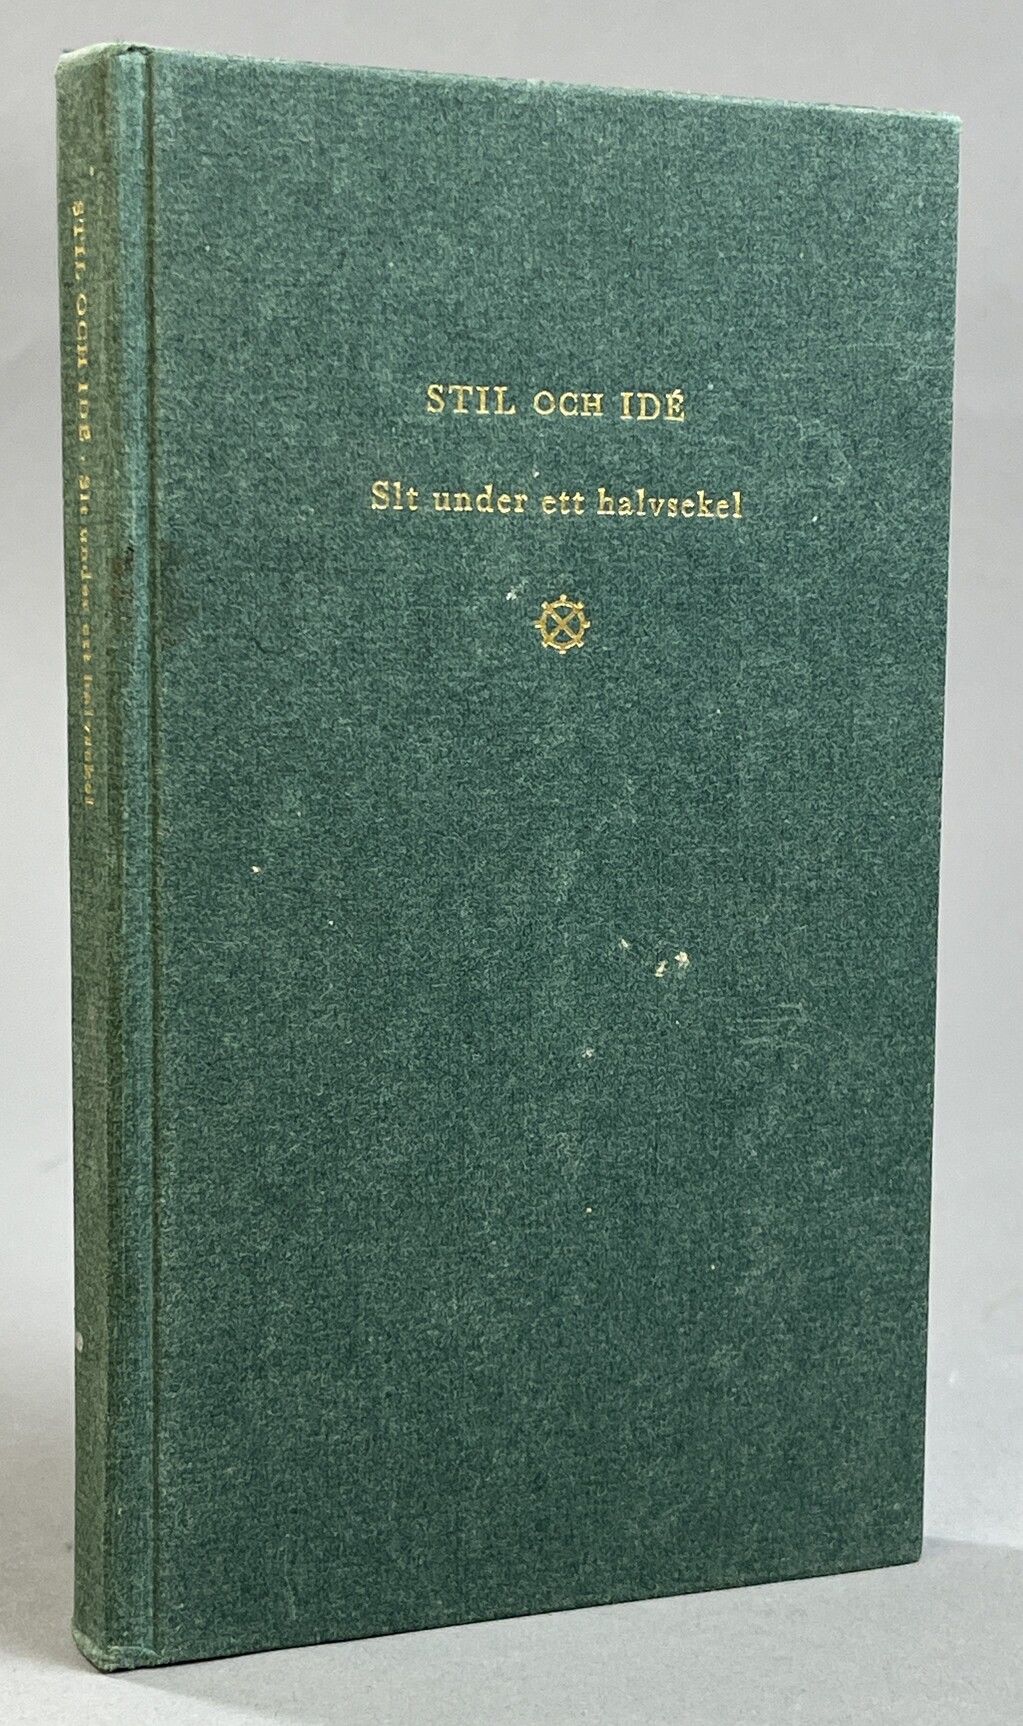 STIL OCH IDÉ
Slt under ett halvsekel
STIL OCH IDÉ · Slt under ett halvsekel